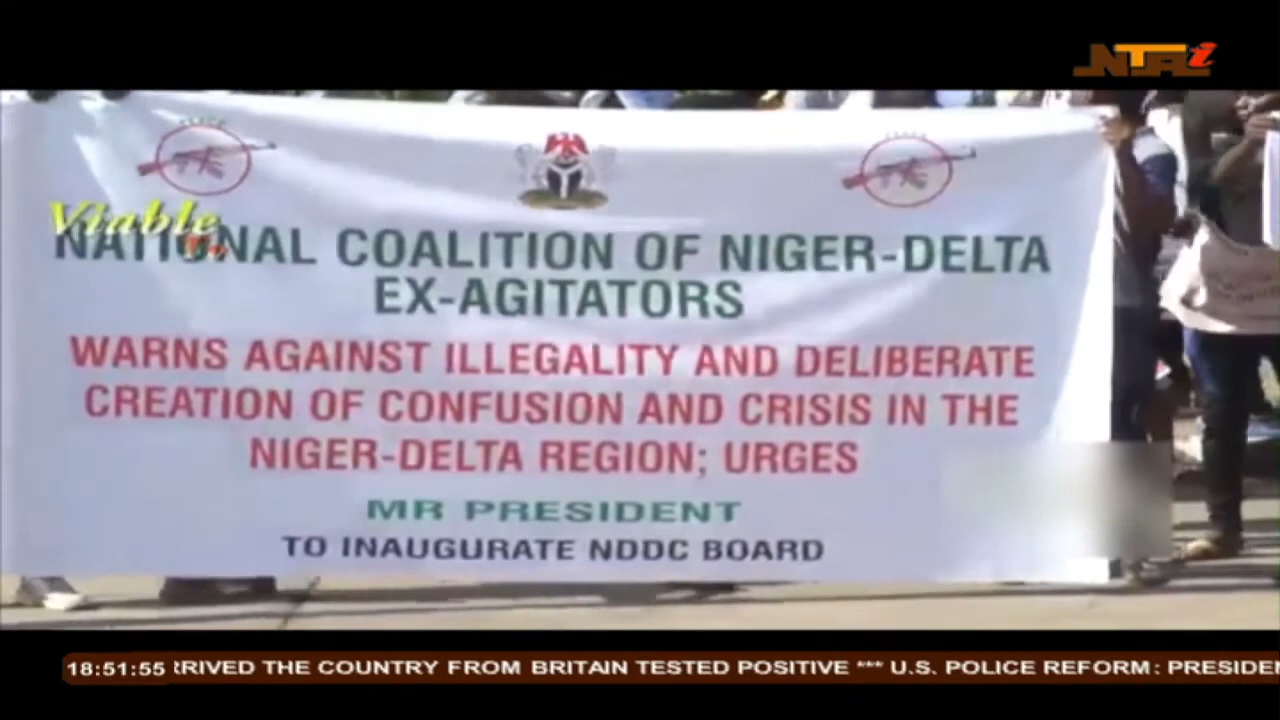 NTAi
Viable
NATIONAL COALITION OF NIGER-DELTA
EX-AGITATORS
WARNS AGAINST ILLEGALITY AND DELIBERATE
CREATION OF CONFUSION AND CRISIS IN THE
NIGER-DELTA REGION; URGES
MR PRESIDENT
TO INAUGURATE NDDC BOARD
18:51:55 RRIVED THE COUNTRY FROM BRITAIN TESTED POSITIVE *** U.S. POLICE REFORM: PRESIDEN